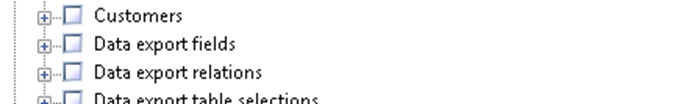 Customers
Data export fields
Data export relations
Data export table selections